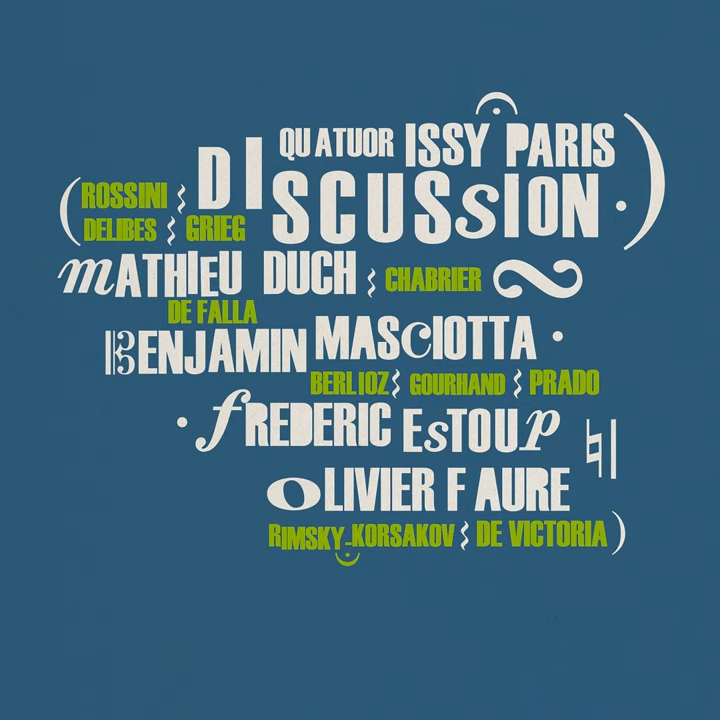 QUATUOR ISSY PARIS
DISCUSSION
(ROSSINI
DELIBES GRIEG
mATHIEU DUCH CHABRIER
DE FALLA
BENJAMIN MAScIOTTA
BERLIOZ GOURHAND PRADO
fREDERIC EsTOUp
OLIVIER FAURE
RIMSKY-KORSAKOV DE VICTORIA)